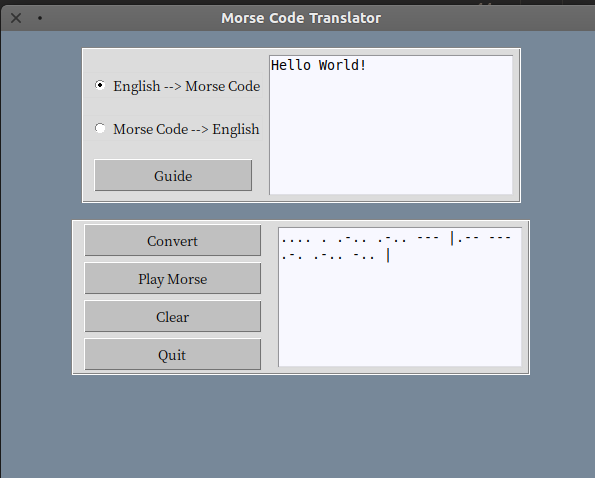 Morse Code Translator
English --> Morse Code
Morse Code --> English
Guide
Hello World!
Convert
Play Morse
Clear
Quit
.... . .-.. .-.. --- |.-- ---
.-. .-.. -.. |